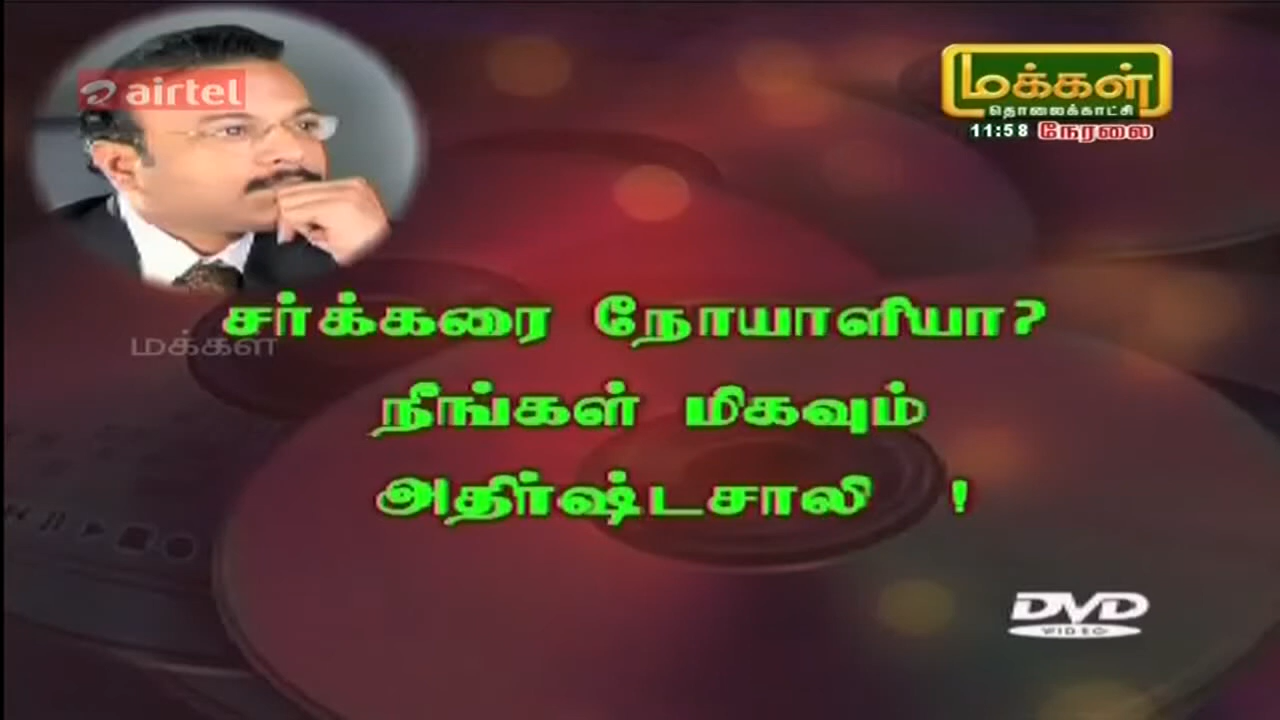 airtel
மக்கள்
தொலைக்காட்சி
11:58 நேரலை
சர்க்கரை நோயாளியா?
மக்கள்
நீங்கள் மிகவும்
அதிர்ஷ்டசாலி !
DVD
VIDEO